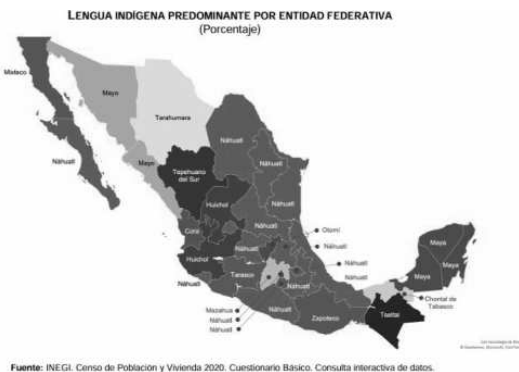 LENGUA INDÍGENA PREDOMINANTE POR ENTIDAD FEDERATIVA
(Porcentaje)
Mixteco
Mayo
Tarahumara
Náhuatl
Náhuatl
Náhuatl
Mayo
Tepehuano
del Sur
Náhuatl
Huichol
Náhuatl
Otomí
Cora
Náhuatl
Náhuatl
Náhuatl
Huichol
Tarasco
Náhuatl
Náhuatl
Náhuatl
Maya
Maya
Maya
Maya
Chontal de
Tabasco
Mazahua
Náhuatl
Náhuatl
Náhuatl
Zapoteco
Tseltal
Fuente: INEGI. Censo de Población y Vivienda 2020. Cuestionario Básico. Consulta interactiva de datos.